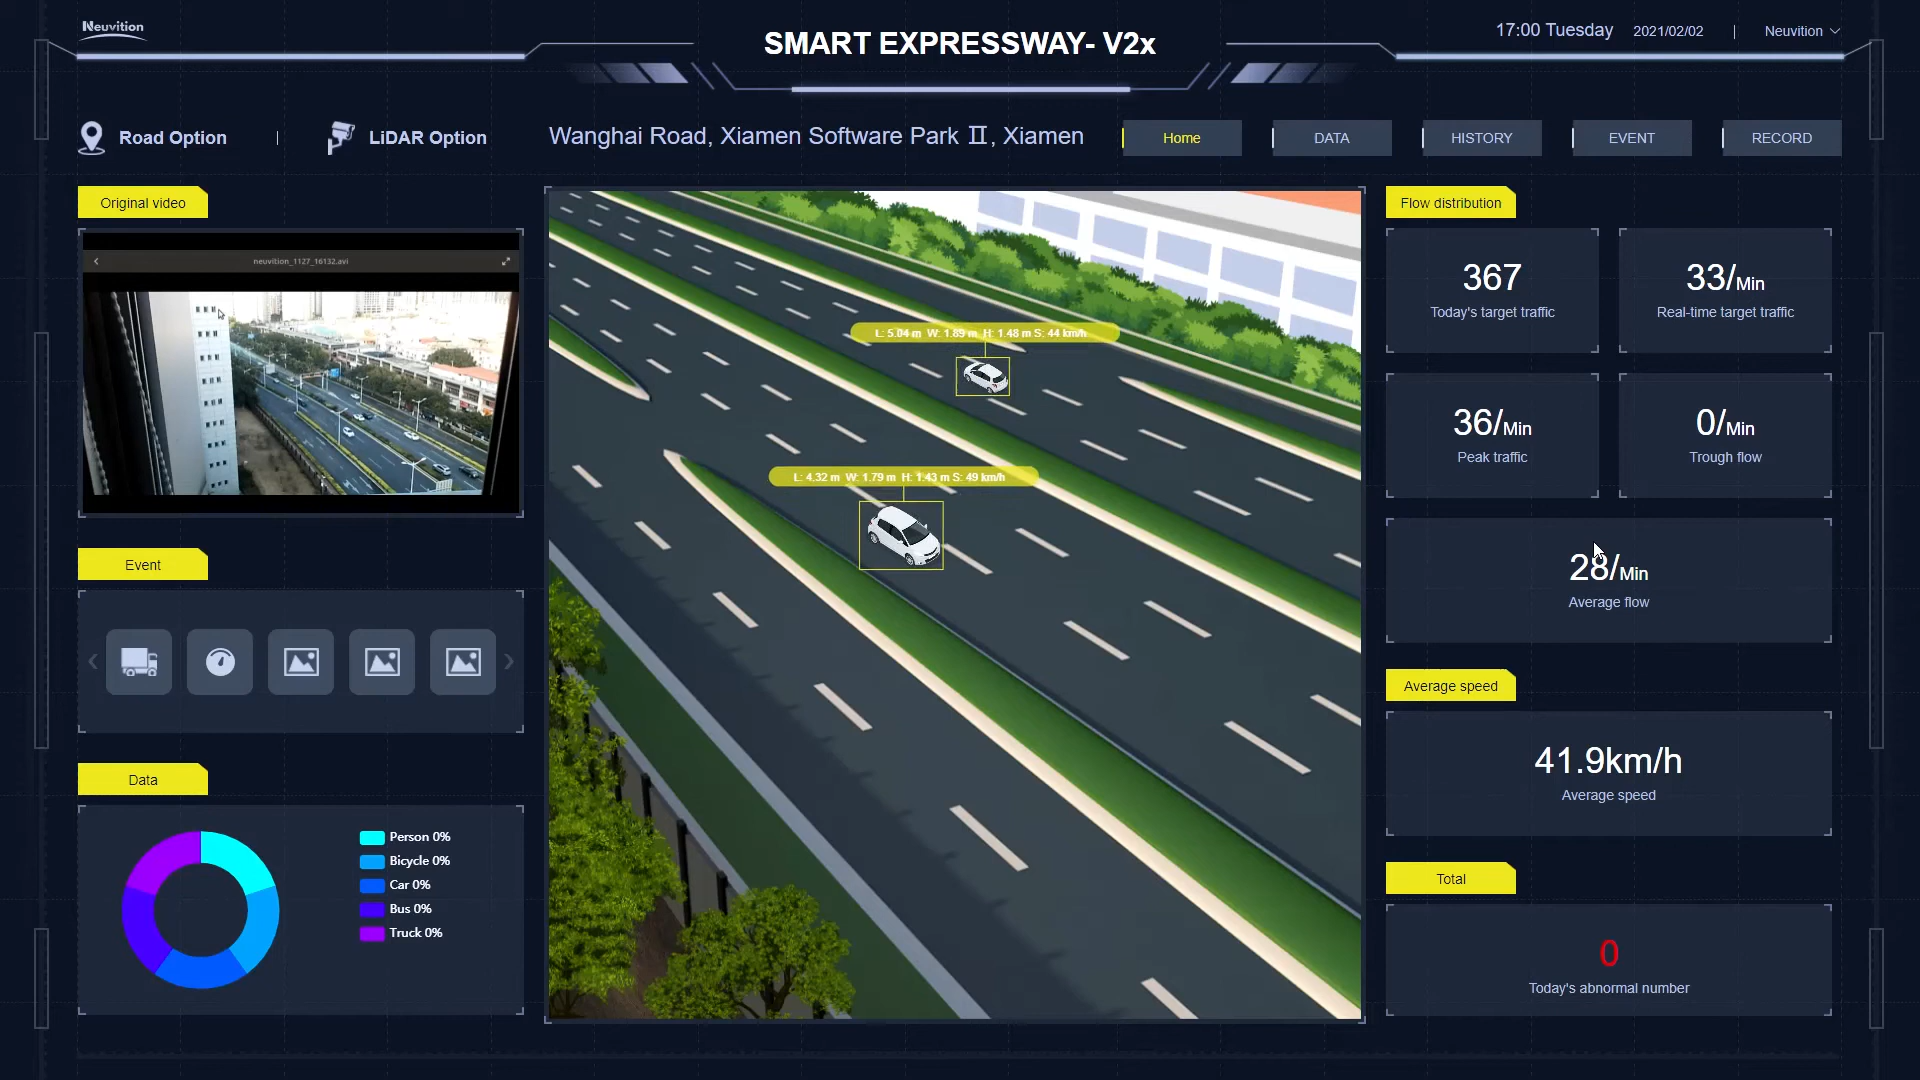 Neuvition
SMART EXPRESSWAY- V2x
17:00 Tuesday 2021/02/02 | Neuvition
Road Option | LiDAR Option
Wanghai Road, Xiamen Software Park Ⅱ, Xiamen
Home DATA HISTORY EVENT RECORD
Original video
neuvition_1127_16132.avi
Event
Data
Person 0%
Bicycle 0%
Car 0%
Bus 0%
Truck 0%
L: 5.04 m W: 1.89 m H: 1.48 m S: 44 km/h
L: 4.32 m W: 1.79 m H: 1.43 m S: 49 km/h
Flow distribution
367
Today's target traffic
33/Min
Real-time target traffic
36/Min
Peak traffic
0/Min
Trough flow
28/Min
Average flow
Average speed
41.9km/h
Average speed
Total
0
Today's abnormal number